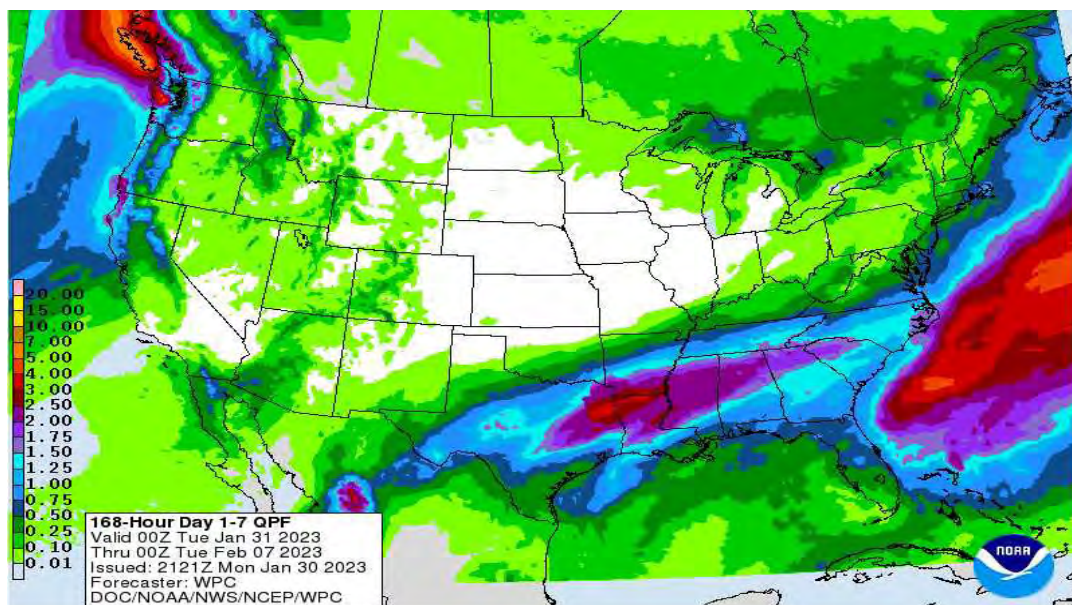 20.00
15.00
10.00
7.00
5.00
4.00
3.00
2.50
2.00
1.75
1.50
1.25
1.00
0.75
0.50
0.25
0.10
0.01
168-Hour Day 1-7 QPF
Valid 00Z Tue Jan 31 2023
Thru 00Z Tue Feb 07 2023
Issued: 2121Z Mon Jan 30 2023
Forecaster: WPC
DOC/NOAA/NWS/NCEP/WPC
NOAA